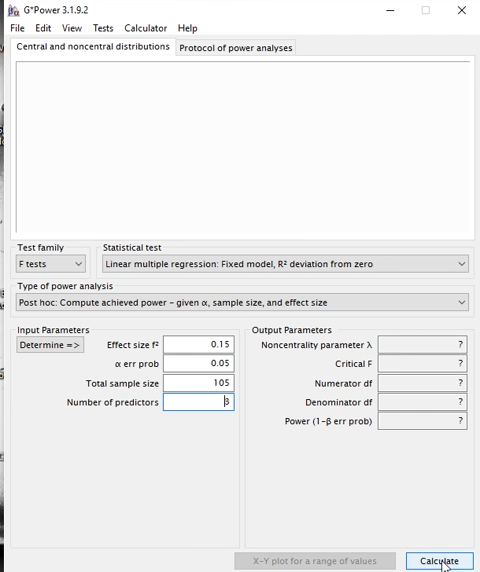 G*Power 3.1.9.2
File Edit View Tests Calculator Help
Central and noncentral distributions Protocol of power analyses
Test family
F tests
Statistical test
Linear multiple regression: Fixed model, R² deviation from zero
Type of power analysis
Post hoc: Compute achieved power – given α, sample size, and effect size
Input Parameters
Determine =>
Effect size f² 0.15
α err prob 0.05
Total sample size 105
Number of predictors 3
Output Parameters
Noncentrality parameter λ ?
Critical F ?
Numerator df ?
Denominator df ?
Power (1-β err prob) ?
X-Y plot for a range of values
Calculate